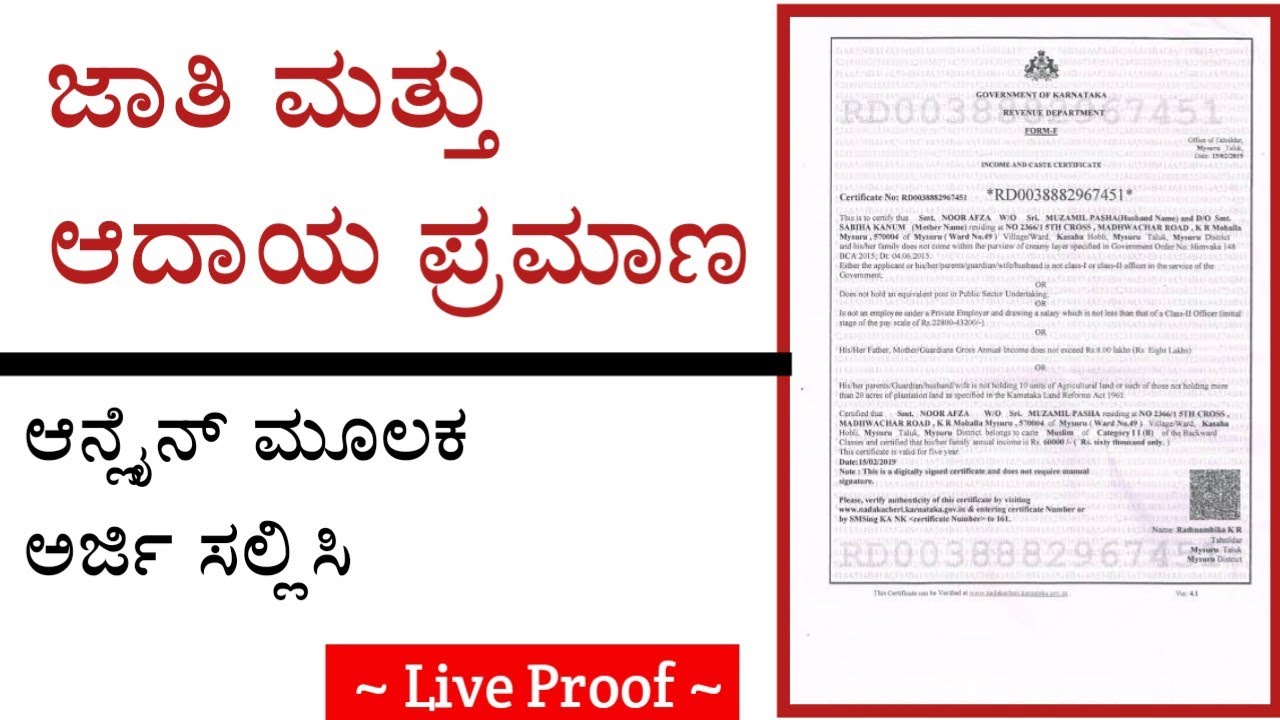 ಜಾತಿ ಮತ್ತು
ಆದಾಯ ಪ್ರಮಾಣ
ಆನ್ಲೈನ್ ಮೂಲಕ
ಅರ್ಜಿ ಸಲ್ಲಿಸಿ
~ Live Proof ~
RD0038882967451
GOVERNMENT OF KARNATAKA
REVENUE DEPARTMENT
FORM-F
Office of Tahsildar,
Mysuru Taluk,
Date: 15/02/2019
INCOME AND CASTE CERTIFICATE
Certificate No: RD0038882967451 *RD0038882967451*
This is to certify that Smt. NOOR AFZA W/O Sri. MUZAMIL PASHA(Husband Name) and D/O Smt.
SABIHA KANUM (Mother Name) residing at NO 2366/1 5TH CROSS , MADHWACHAR ROAD , K R Mohalla
Mysuru , 570004 of Mysuru ( Ward No.49 ) Village/Ward, Kasaba Hobli, Mysuru Taluk, Mysuru District
and his/her family does not come within the purview of creamy layer specified in Government Order No. Himvaka 148
BCA 2015; Dt: 04.06.2015.
Either the applicant or his/her/parents/guardian/wife/husband is not class-I or class-II officer in the service of the
Government;
OR
Does not hold an equivalent post in Public Sector Undertaking;
OR
Is not an employee under a Private Employer and drawing a salary which is not less than that of a Class-II Officer (initial
stage of the pay scale of Rs.22800-43200/-)
OR
His/Her Father, Mother/Guardians Gross Annual Income does not exceed Rs 8.00 lakhs (Rs. Eight Lakhs)
OR
His/her parents/Guardian/husband/wife is not holding 10 units of Agricultural land or such of those not holding more
than 20 acres of plantation land as specified in the Karnataka Land Reforms Act 1961.
Certified that Smt. NOOR AFZA W/O Sri. MUZAMIL PASHA residing at NO 2366/1 5TH CROSS ,
MADHWACHAR ROAD , K R Mohalla Mysuru , 570004 of Mysuru ( Ward No.49 ) Village/Ward, Kasaba
Hobli, Mysuru Taluk, Mysuru District belongs to caste Muslim of Category II (B) of the Backward
Classes and certified that his/her family annual income is Rs. 60000 /- ( Rs. sixty thousand only. )
This certificate is valid for five year.
Date:15/02/2019
Note : This is a digitally signed certificate and does not require manual
signature.
Please, verify authenticity of this certificate by visiting
www.nadakacheri.karnataka.gov.in & entering certificate Number or
by SMSing KA NK <certificate Number> to 161.
Name: Rathnambika K R
Tahsildar
Mysuru Taluk
Mysuru District
RD0038882967451
This Certificate can be Verified at www.nadakacheri.karnataka.gov.in
Ver: 4.1